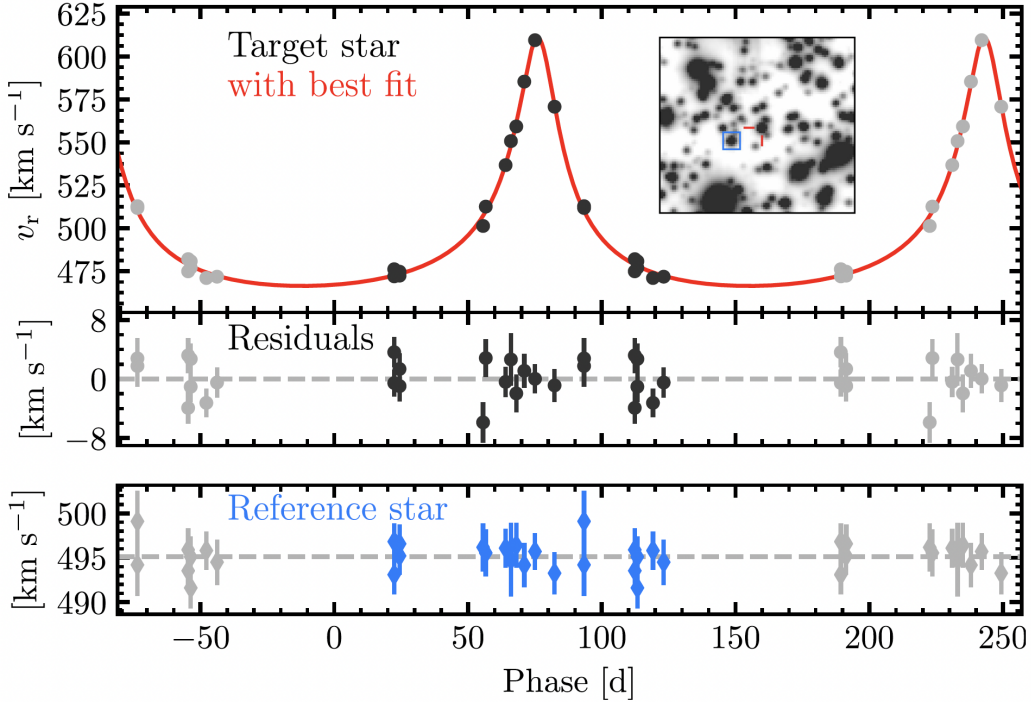 625
600
575
550
525
500
475
v_r [km s⁻¹]
Target star
with best fit
8
0
−8
[km s⁻¹]
Residuals
500
495
490
[km s⁻¹]
Reference star
−50 0 50 100 150 200 250
Phase [d]